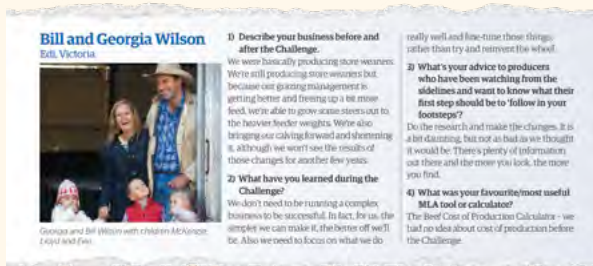 Bill and Georgia Wilson
Edi, Victoria
Georgia and Bill Wilson with children McKenzie,
Lloyd and Evie.
1) Describe your business before and
after the Challenge.
We were basically producing store weaners.
We're still producing store weaners but
because our grazing management is
getting better and freeing up a bit more
feed, we're able to grow some steers out to
the heavier feeder weights. We're also
bringing our calving forward and shortening
it, although we won't see the results of
those changes for another few years.
2) What have you learned during the
Challenge?
We don't need to be running a complex
business to be successful. In fact, for us, the
simpler we can make it, the better off we'll
be. Also we need to focus on what we do
really well and fine-tune those things,
rather than try and reinvent the wheel.
3) What's your advice to producers
who have been watching from the
sidelines and want to know what their
first step should be to 'follow in your
footsteps'?
Do the research and make the changes. It is
a bit daunting, but not as bad as we thought
it would be. There's plenty of information
out there and the more you look, the more
you find.
4) What was your favourite/most useful
MLA tool or calculator?
The Beef Cost of Production Calculator – we
had no idea about cost of production before
the Challenge.